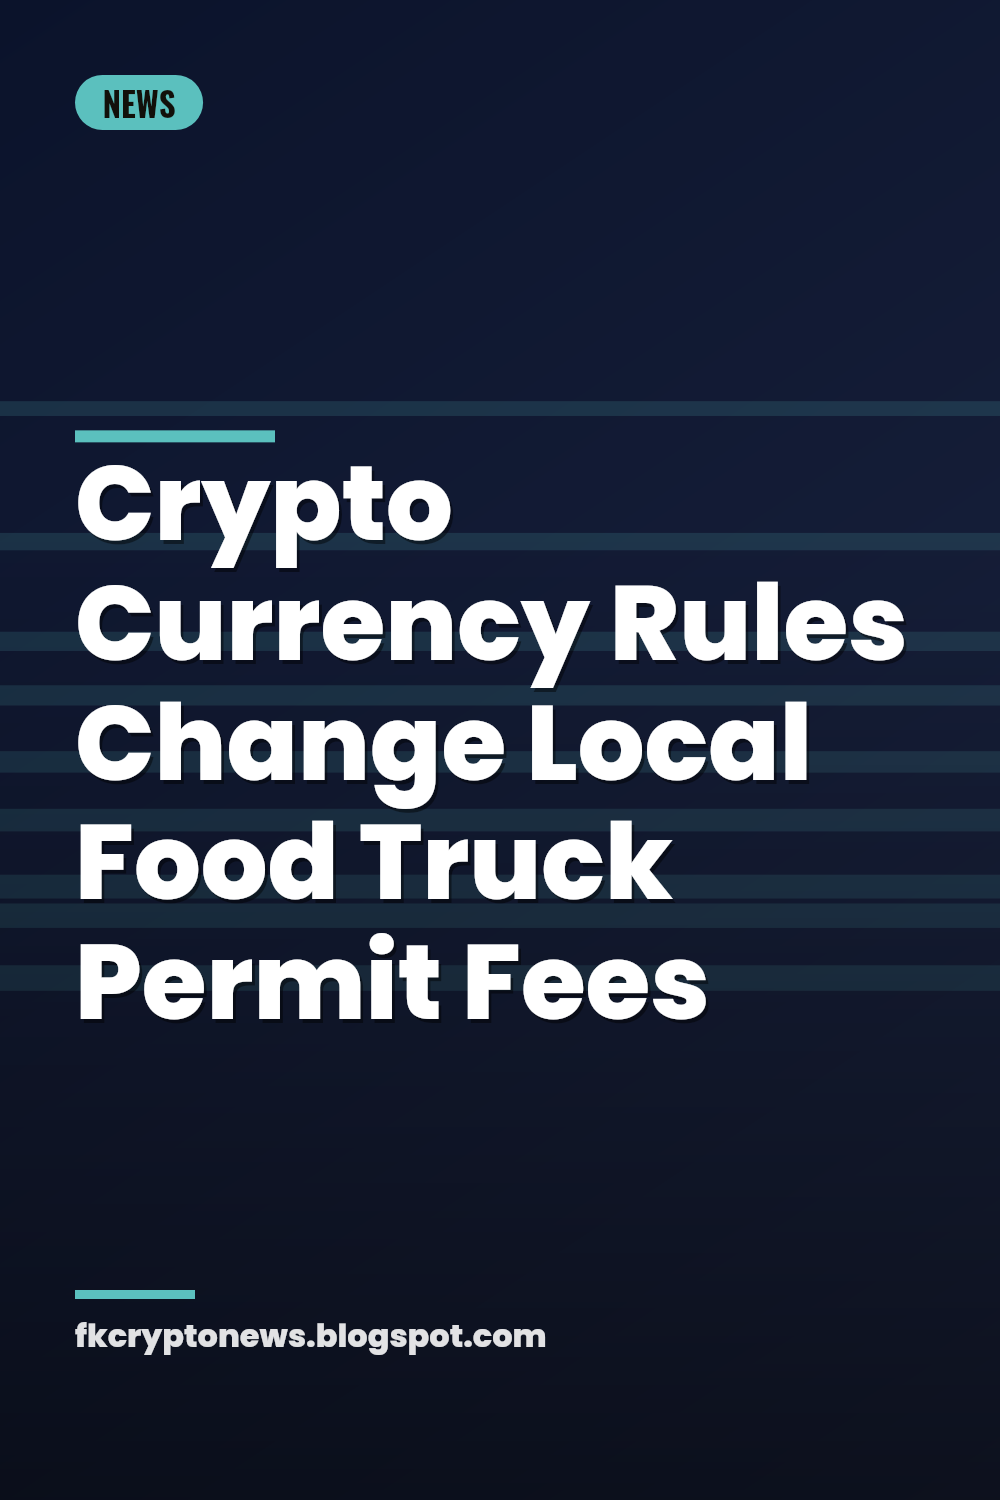 NEWS
Crypto
Currency Rules
Change Local
Food Truck
Permit Fees
fkcryptonews.blogspot.com